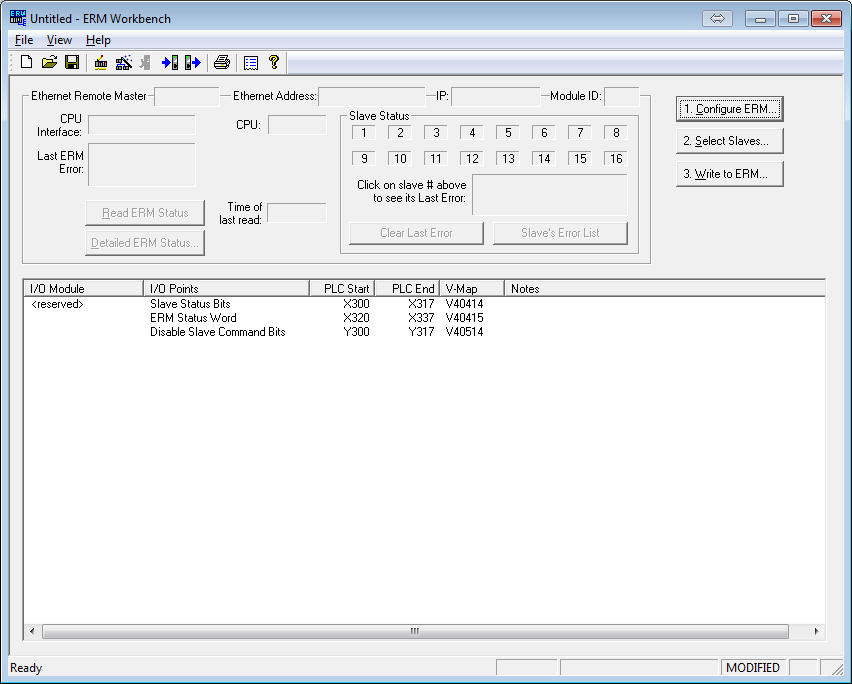 Untitled - ERM Workbench
File View Help
Ethernet Remote Master Ethernet Address: IP: Module ID:
CPU Interface:
CPU:
Last ERM Error:
Read ERM Status
Detailed ERM Status...
Time of last read:
Slave Status
1 2 3 4 5 6 7 8
9 10 11 12 13 14 15 16
Click on slave # above
to see its Last Error:
Clear Last Error Slave's Error List
1. Configure ERM...
2. Select Slaves...
3. Write to ERM...
I/O Module I/O Points PLC Start PLC End V-Map Notes
<reserved> Slave Status Bits X300 X317 V40414
ERM Status Word X320 X337 V40415
Disable Slave Command Bits Y300 Y317 V40514
Ready MODIFIED